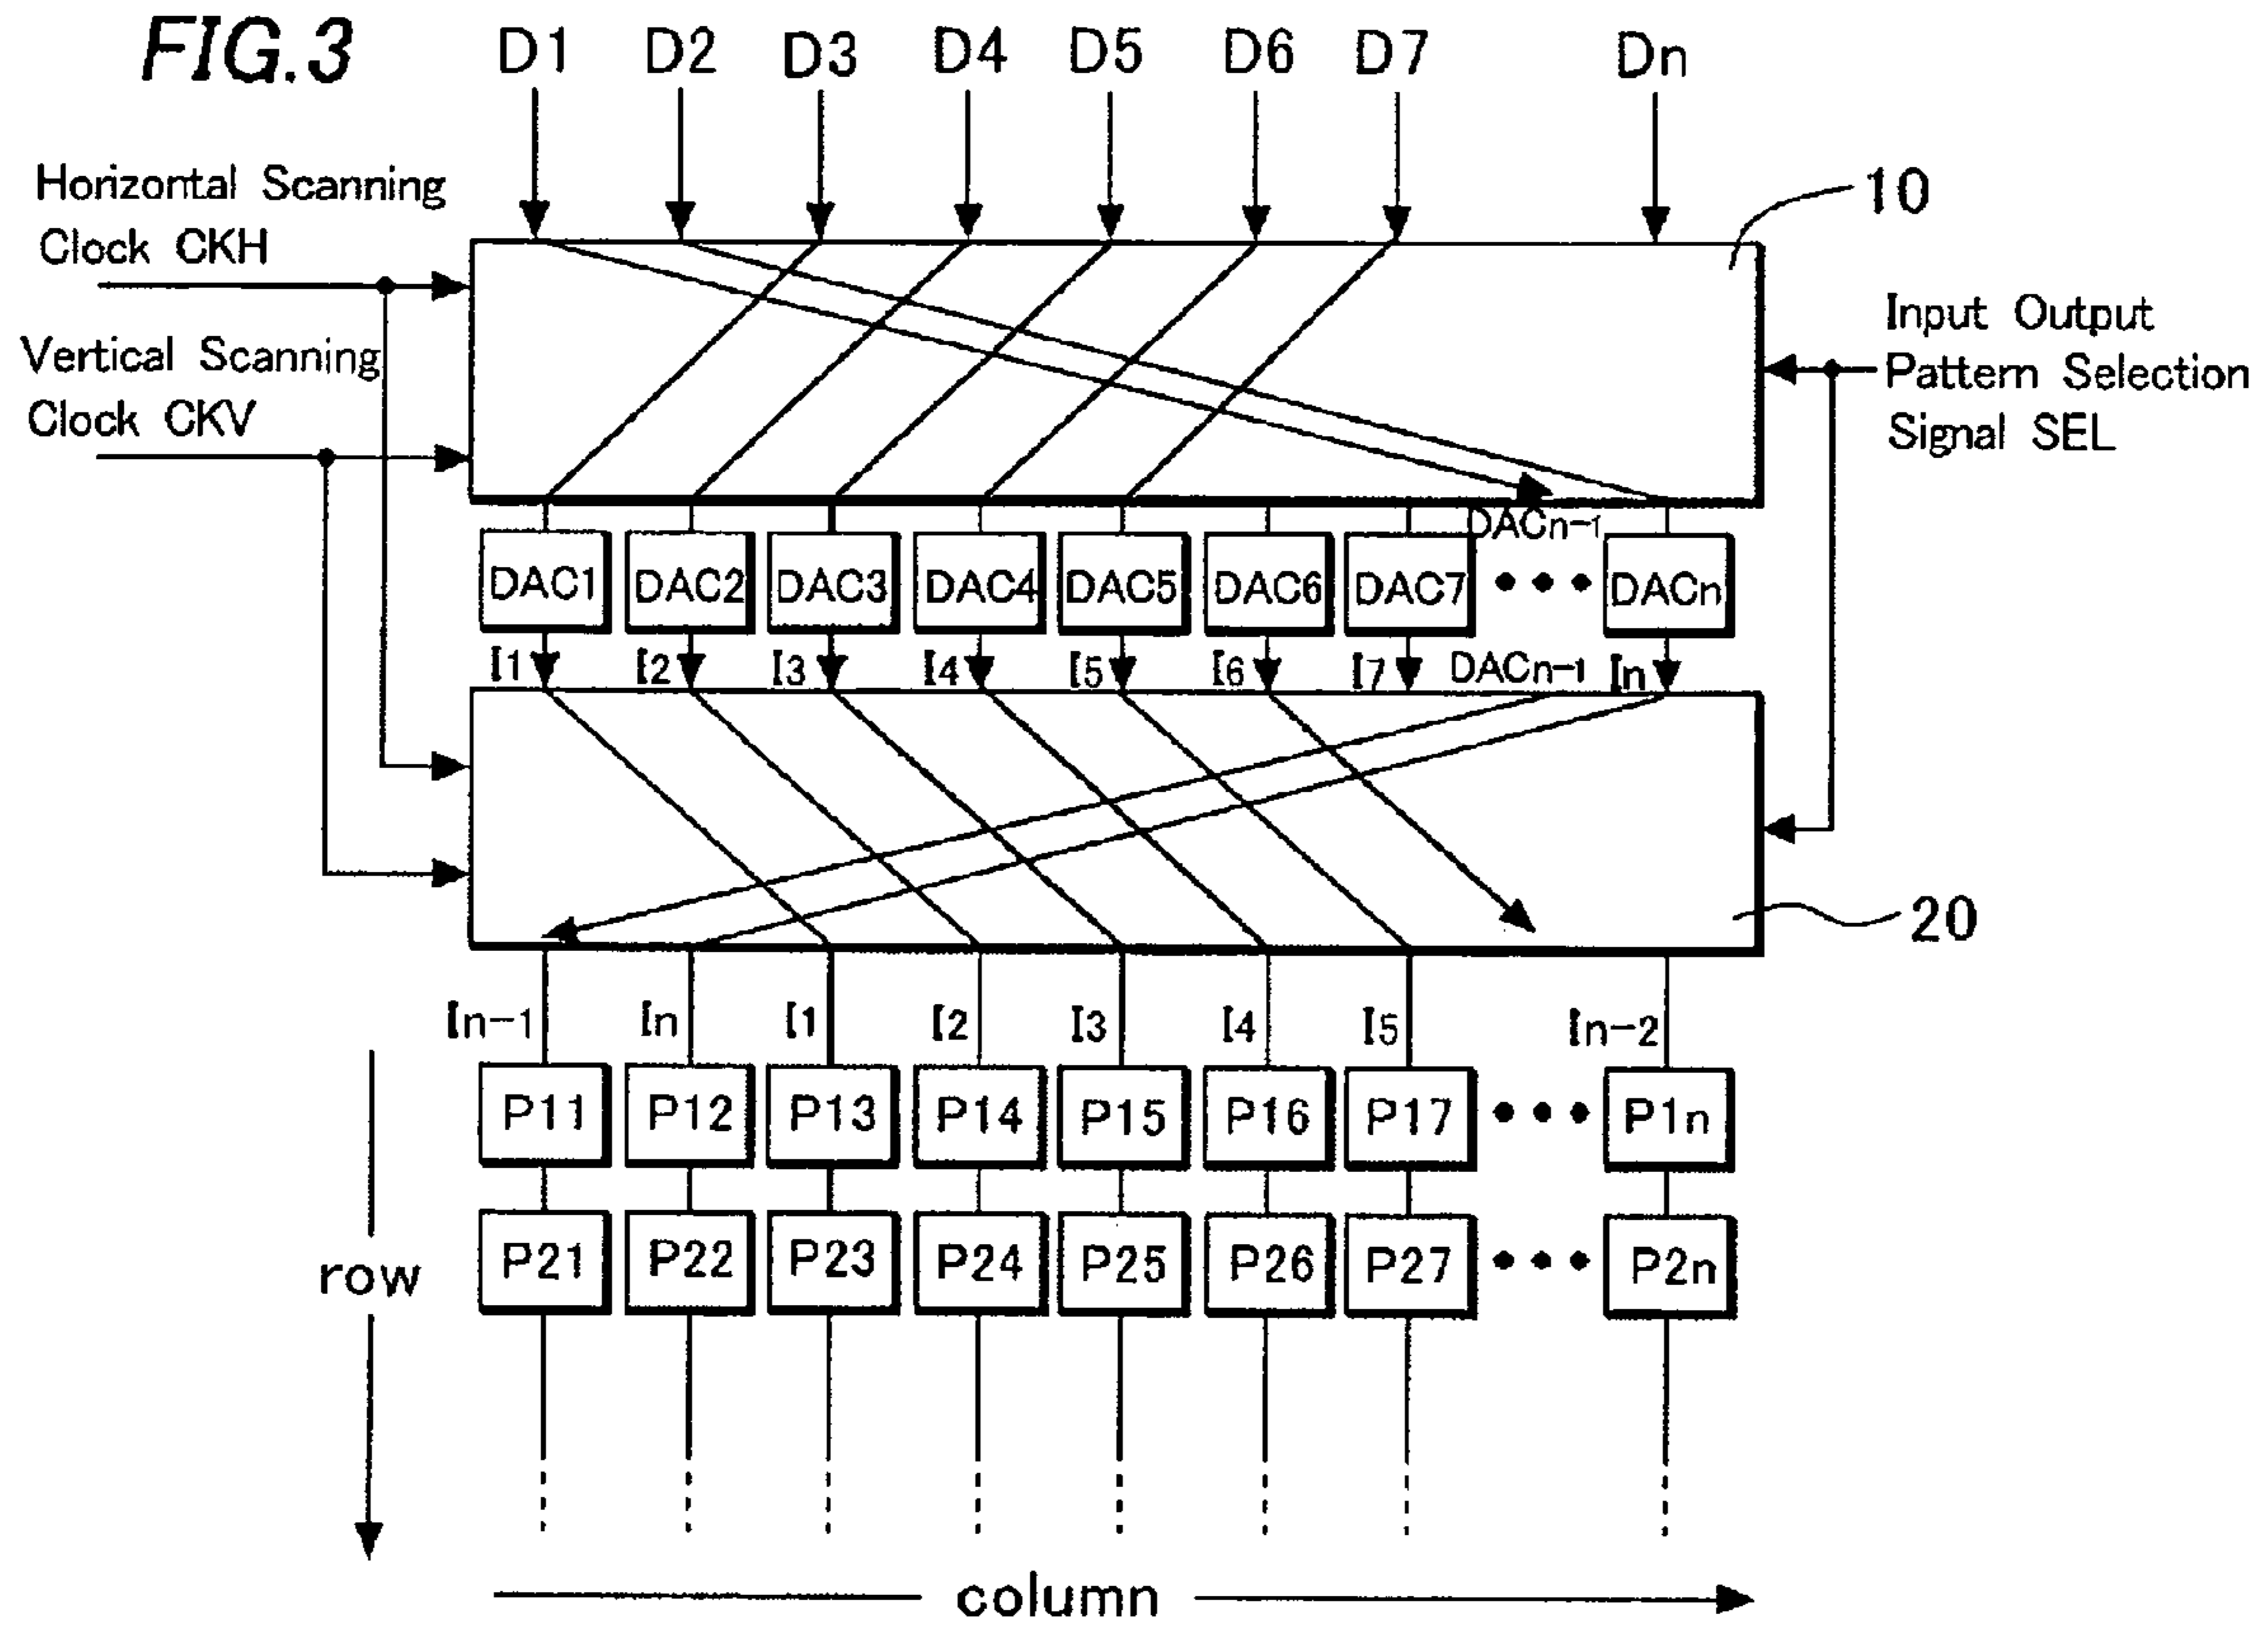 FIG.3
D1 D2 D3 D4 D5 D6 D7 Dn
Horizontal Scanning
Clock CKH
10
Vertical Scanning
Clock CKV
Input Output
Pattern Selection
Signal SEL
DACn-1
DAC1 DAC2 DAC3 DAC4 DAC5 DAC6 DAC7 ••• DACn
I1 I2 I3 I4 I5 I6 I7 DACn-1 In
20
In-1 In I1 I2 I3 I4 I5 In-2
P11 P12 P13 P14 P15 P16 P17 ••• P1n
P21 P22 P23 P24 P25 P26 P27 ••• P2n
row
column